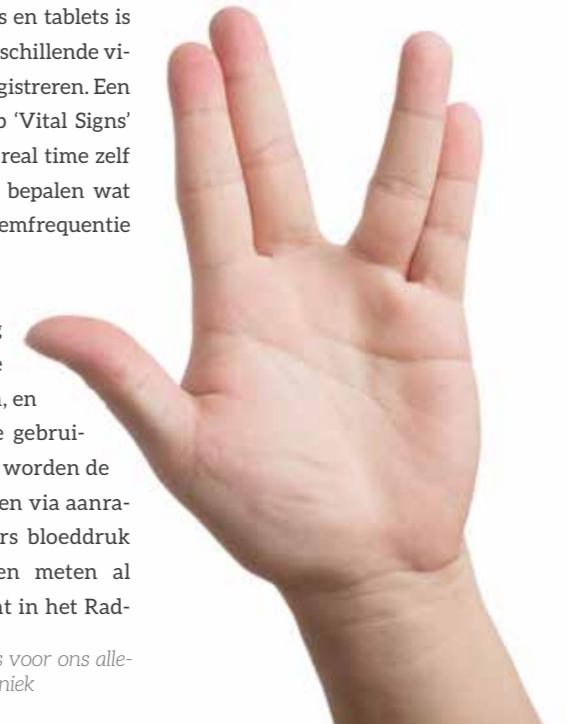 s en tablets is
schillende vi-
gistreren. Een
‘Vital Signs’
real time zelf
bepalen wat
emfrequentie
, en
gebrui-
worden de
en via aanra-
rs bloeddruk
en meten al
t in het Rad-
s voor ons alle-
niek